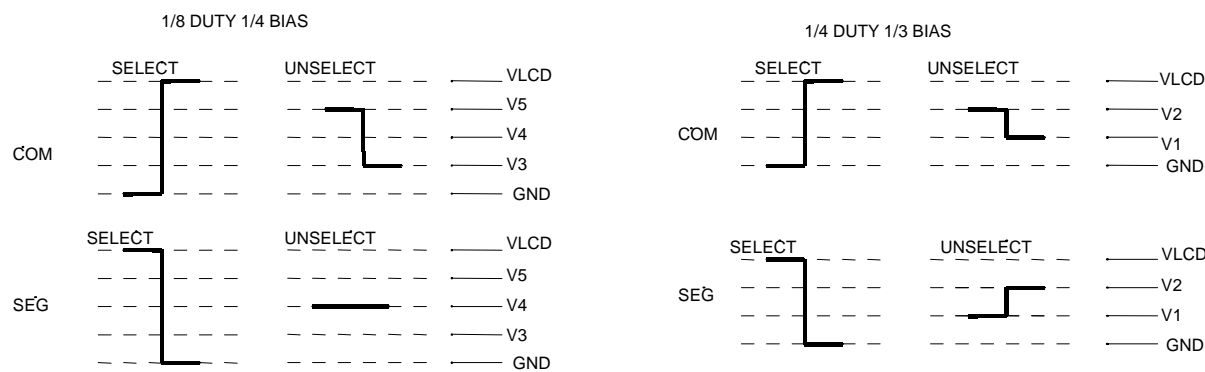 1/8 DUTY 1/4 BIAS
SELECT UNSELECT VLCD
V5
V4
COM
V3
GND
SELECT UNSELECT VLCD
V5
SEG V4
V3
GND
1/4 DUTY 1/3 BIAS
SELECT UNSELECT VLCD
V2
COM
V1
GND
SELECT UNSELECT VLCD
V2
SEG
V1
GND